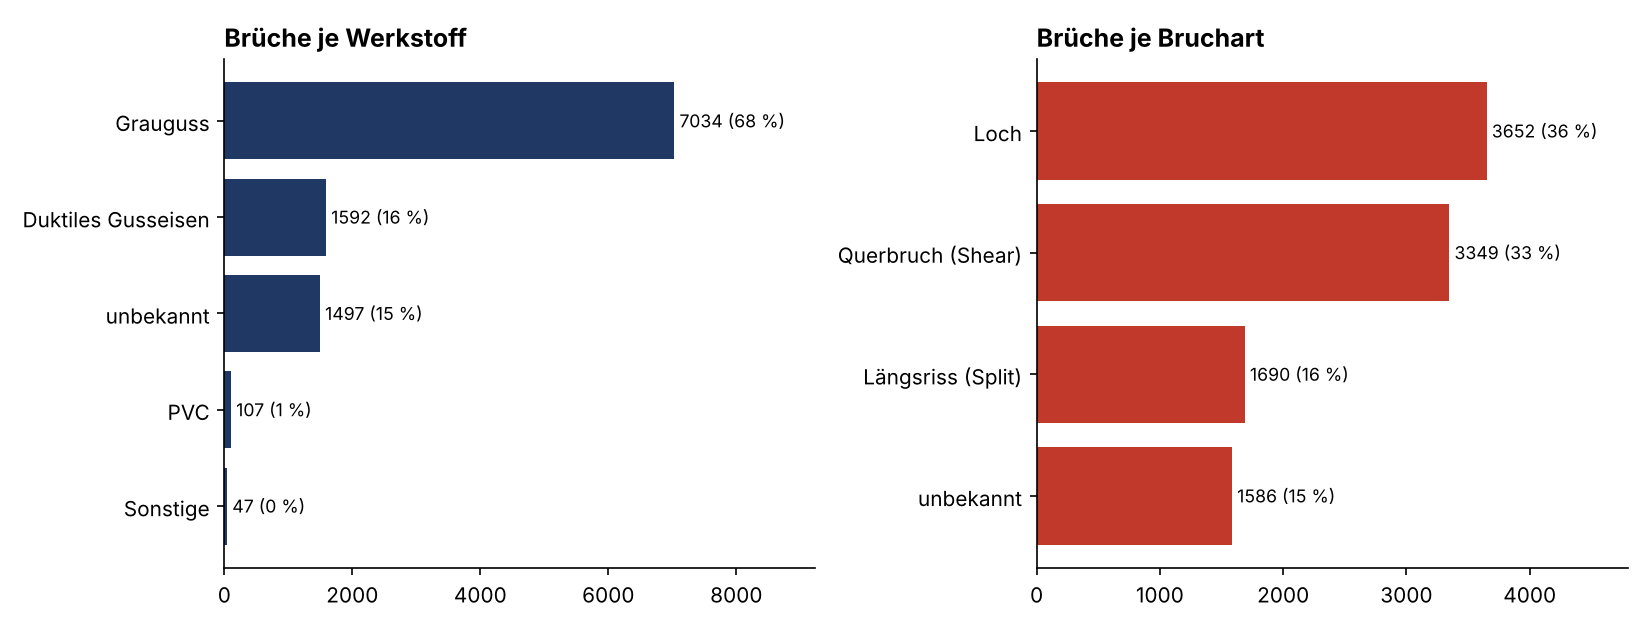 Brüche je Werkstoff
Grauguss
7034 (68 %)
Duktiles Gusseisen
1592 (16 %)
unbekannt
1497 (15 %)
PVC
107 (1 %)
Sonstige
47 (0 %)
0 2000 4000 6000 8000
Brüche je Bruchart
Loch
3652 (36 %)
Querbruch (Shear)
3349 (33 %)
Längsriss (Split)
1690 (16 %)
unbekannt
1586 (15 %)
0 1000 2000 3000 4000